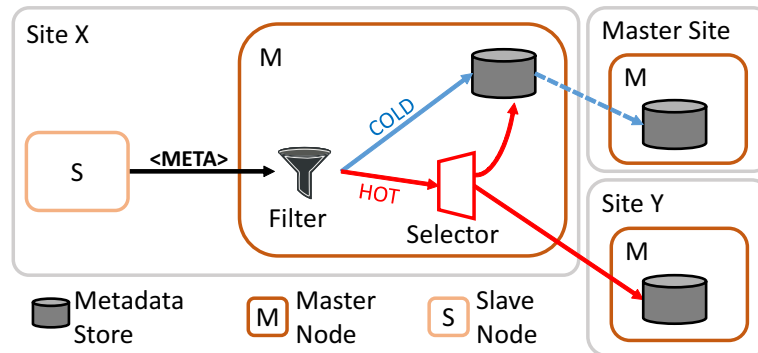 Site X
M
Master Site
M
COLD
<META>
S
HOT
Filter
Selector
Site Y
M
Metadata
Store
M
Master
Node
S
Slave
Node